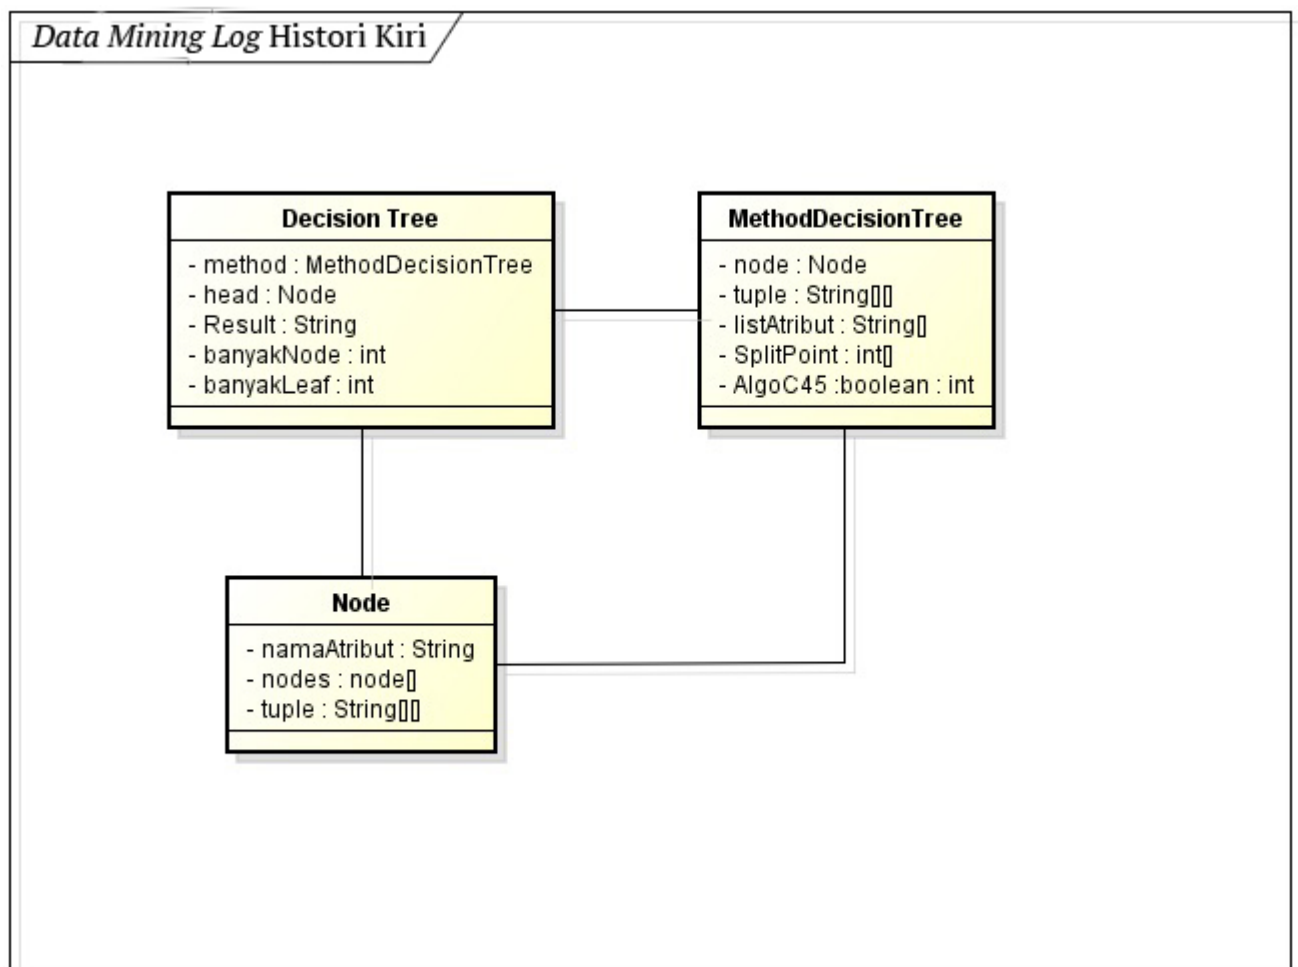 Data Mining Log Histori Kiri
Decision Tree
- method : MethodDecisionTree
- head : Node
- Result : String
- banyakNode : int
- banyakLeaf : int
MethodDecisionTree
- node : Node
- tuple : String[][]
- listAtribut : String[]
- SplitPoint : int[]
- AlgoC45 :boolean : int
Node
- namaAtribut : String
- nodes : node[]
- tuple : String[][]